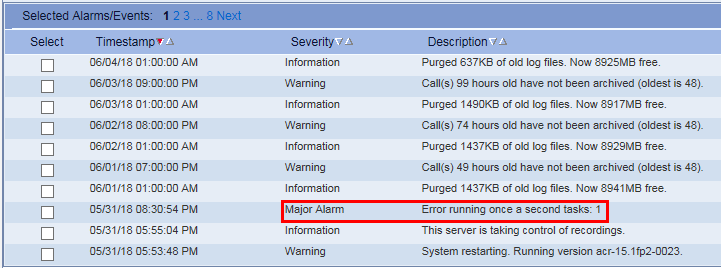 Selected Alarms/Events: 1 2 3 ... 8 Next
Select Timestamp Severity Description
06/04/18 01:00:00 AM Information Purged 637KB of old log files. Now 8925MB free.
06/03/18 09:00:00 PM Warning Call(s) 99 hours old have not been archived (oldest is 48).
06/03/18 01:00:00 AM Information Purged 1490KB of old log files. Now 8917MB free.
06/02/18 08:00:00 PM Warning Call(s) 74 hours old have not been archived (oldest is 48).
06/02/18 01:00:00 AM Information Purged 1437KB of old log files. Now 8929MB free.
06/01/18 07:00:00 PM Warning Call(s) 49 hours old have not been archived (oldest is 48).
06/01/18 01:00:00 AM Information Purged 1437KB of old log files. Now 8941MB free.
05/31/18 08:30:54 PM Major Alarm Error running once a second tasks: 1
05/31/18 05:55:04 PM Information This server is taking control of recordings.
05/31/18 05:53:48 PM Warning System restarting. Running version acr-15.1fp2-0023.